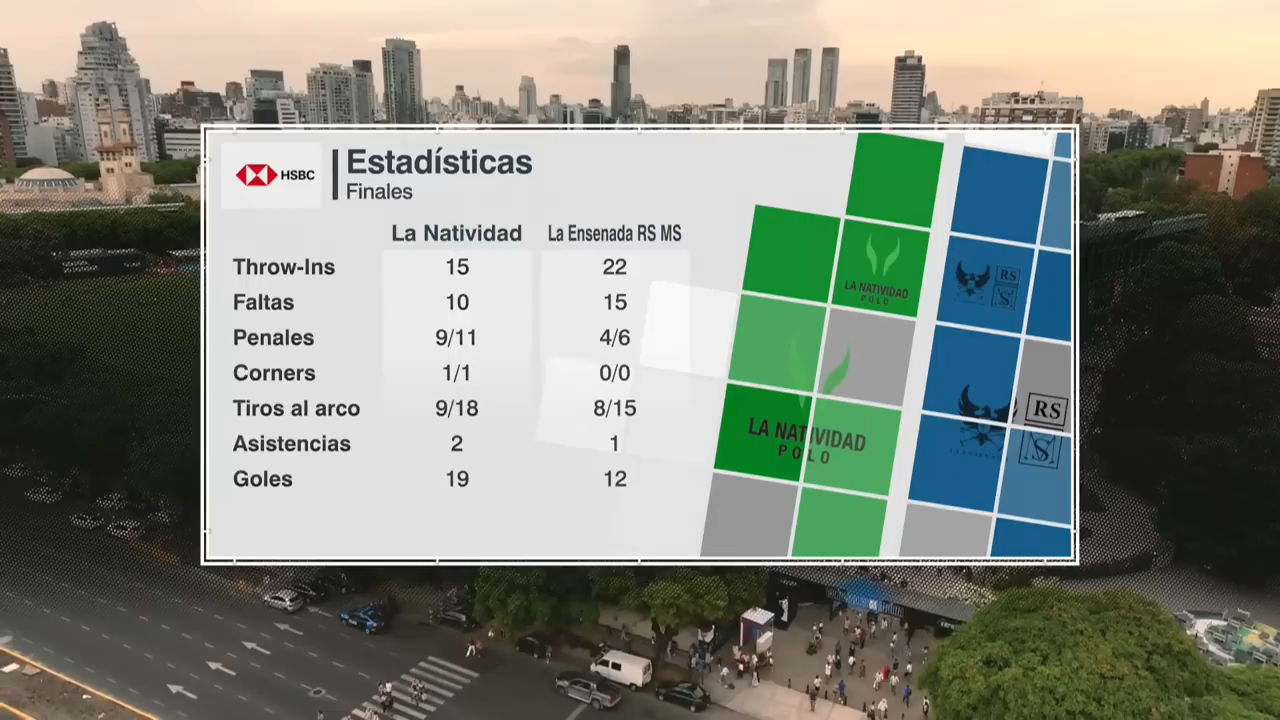 HSBC
Estadísticas
Finales
La Natividad La Ensenada RS MS
Throw-Ins 15 22
Faltas 10 15
Penales 9/11 4/6
Corners 1/1 0/0
Tiros al arco 9/18 8/15
Asistencias 2 1
Goles 19 12
LA NATIVIDAD
POLO
RS
MS
LA NATIVIDAD
POLO
RS
MS